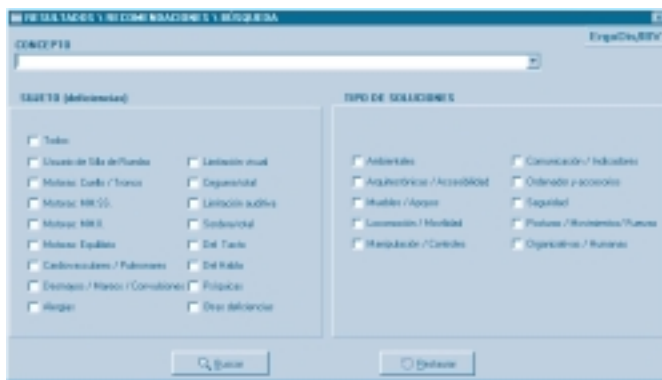 RESULTADOS \ RECOMENDACIONES \ BÚSQUEDA
ErgoDis/
CONCEPTO
SUJETO (deficiencias)
TIPO DE SOLUCIONES
Todas
Usuario de Silla de Ruedas
Limitación visual
Ambientales
Comunicación / Indicadores
Motoras: Cuello / Tronco
Ceguera total
Arquitectónicas / Accesibilidad
Ordenador y accesorios
Motoras: MM.SS.
Limitación auditiva
Muebles / Apoyos
Seguridad
Motoras: MM.II.
Sordera total
Locomoción / Movilidad
Posturas / Movimientos / Fuerzas
Motoras: Equilibrio
Del Tacto
Manipulación / Controles
Organizativas / Humanas
Cardiovasculares / Pulmonares
Del Habla
Desmayos / Mareos / Convulsiones
Psíquicas
Alergias
Otras deficiencias
Buscar
Restaurar